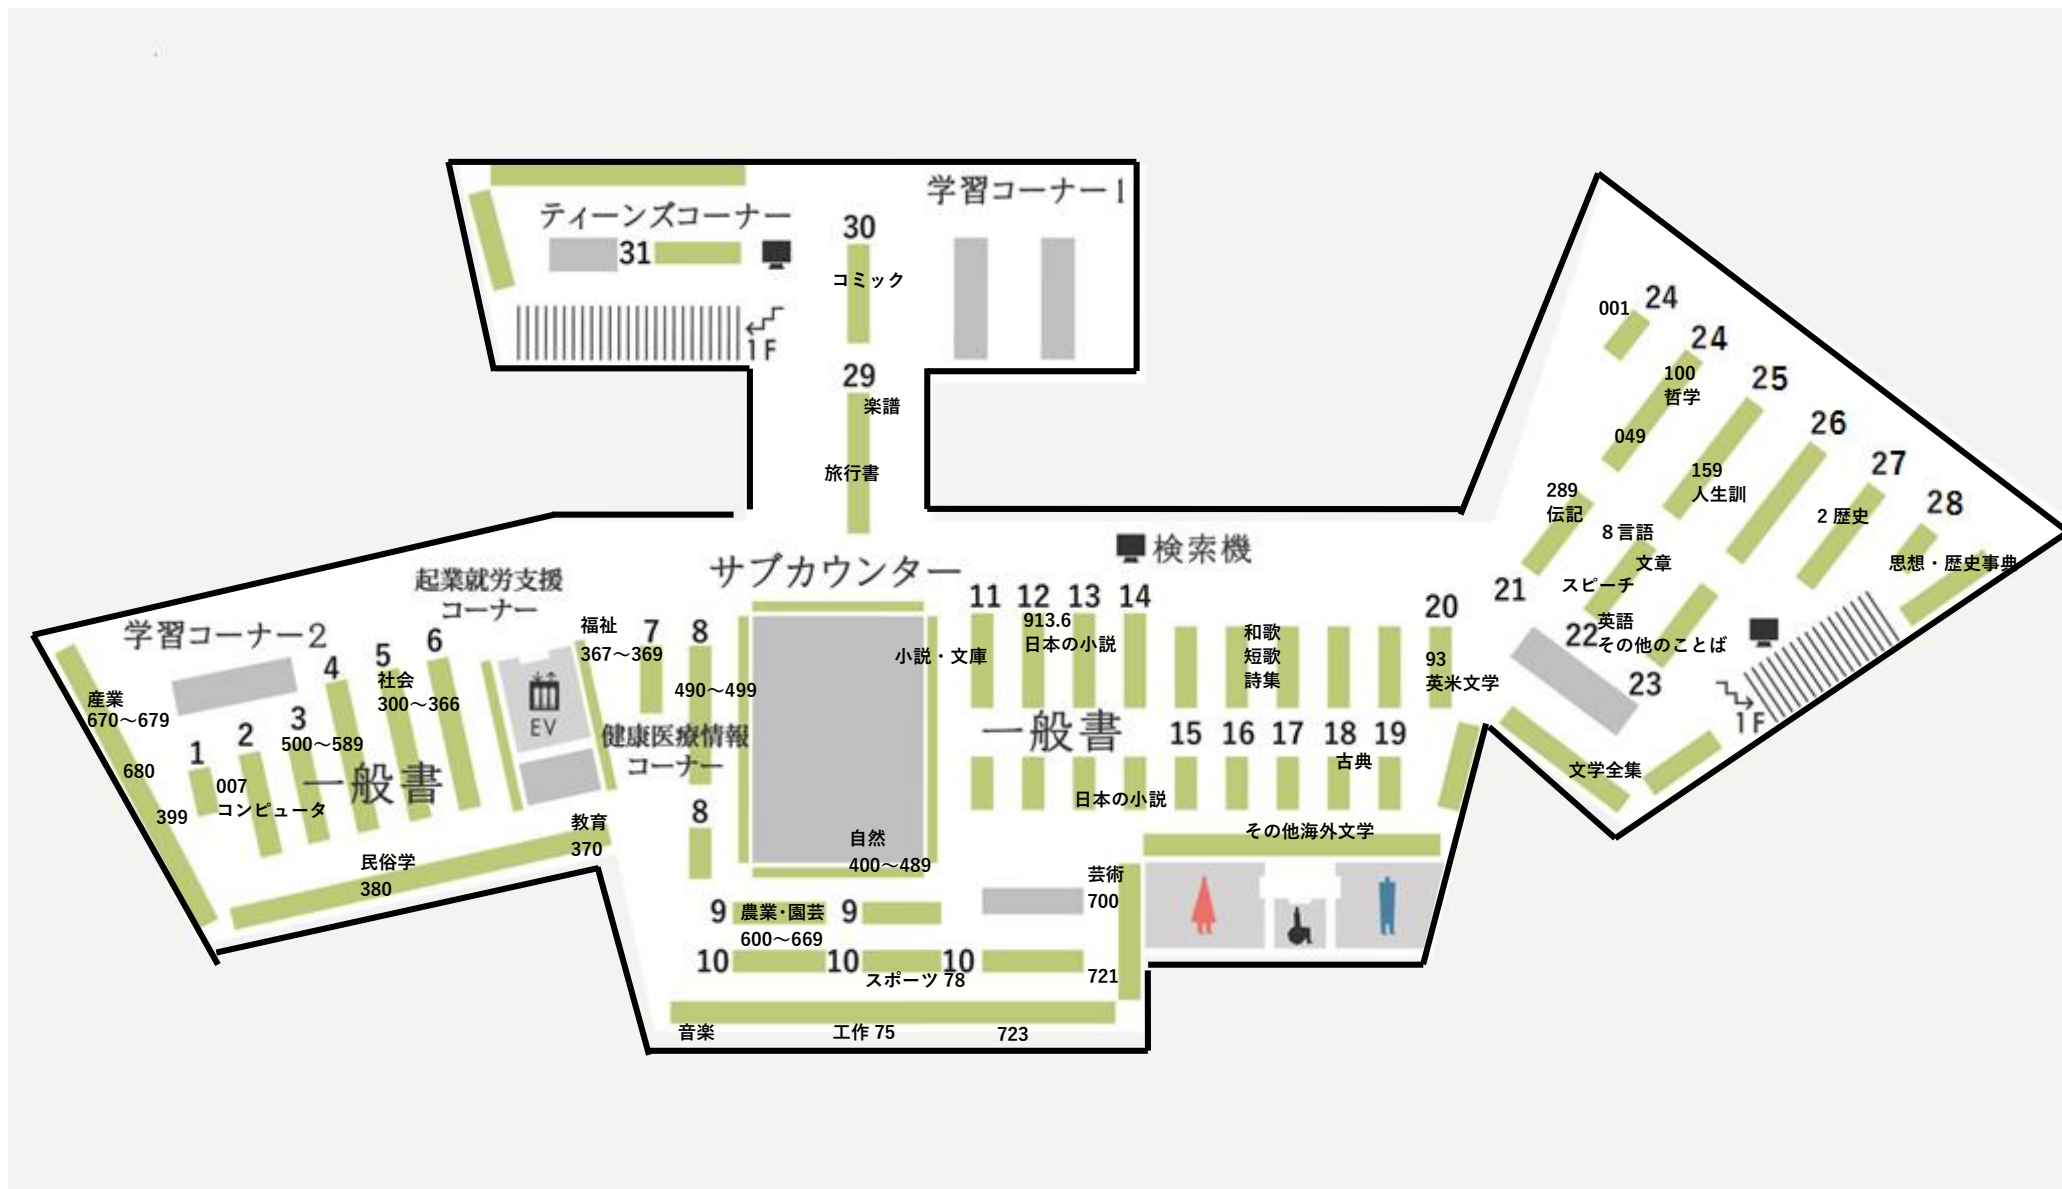 学習コーナー1
ティーンズコーナー
30
31
コミック
1F
29
楽譜
旅行書
24
001
24
100
哲学
049
25
159
人生訓
26
27
2 歴史
28
思想・歴史事典
289
伝記
8 言語
文章
スピーチ
21
22
英語
その他のことば
23
1F
文学全集
検索機
サブカウンター
起業就労支援
コーナー
学習コーナー2
産業
670～679
680
399
1
2
3
4
5
6
007
コンピュータ
500～589
社会
300～366
一般書
EV
福祉
367～369
7
8
490～499
健康医療情報
コーナー
8
教育
370
民俗学
380
自然
400～489
小説・文庫
11
12
13
14
913.6
日本の小説
和歌
短歌
詩集
20
93
英米文学
一般書
15
16
17
18
19
古典
日本の小説
その他海外文学
芸術
700
721
9
農業・園芸
9
600～669
10
10
10
スポーツ 78
音楽
工作 75
723